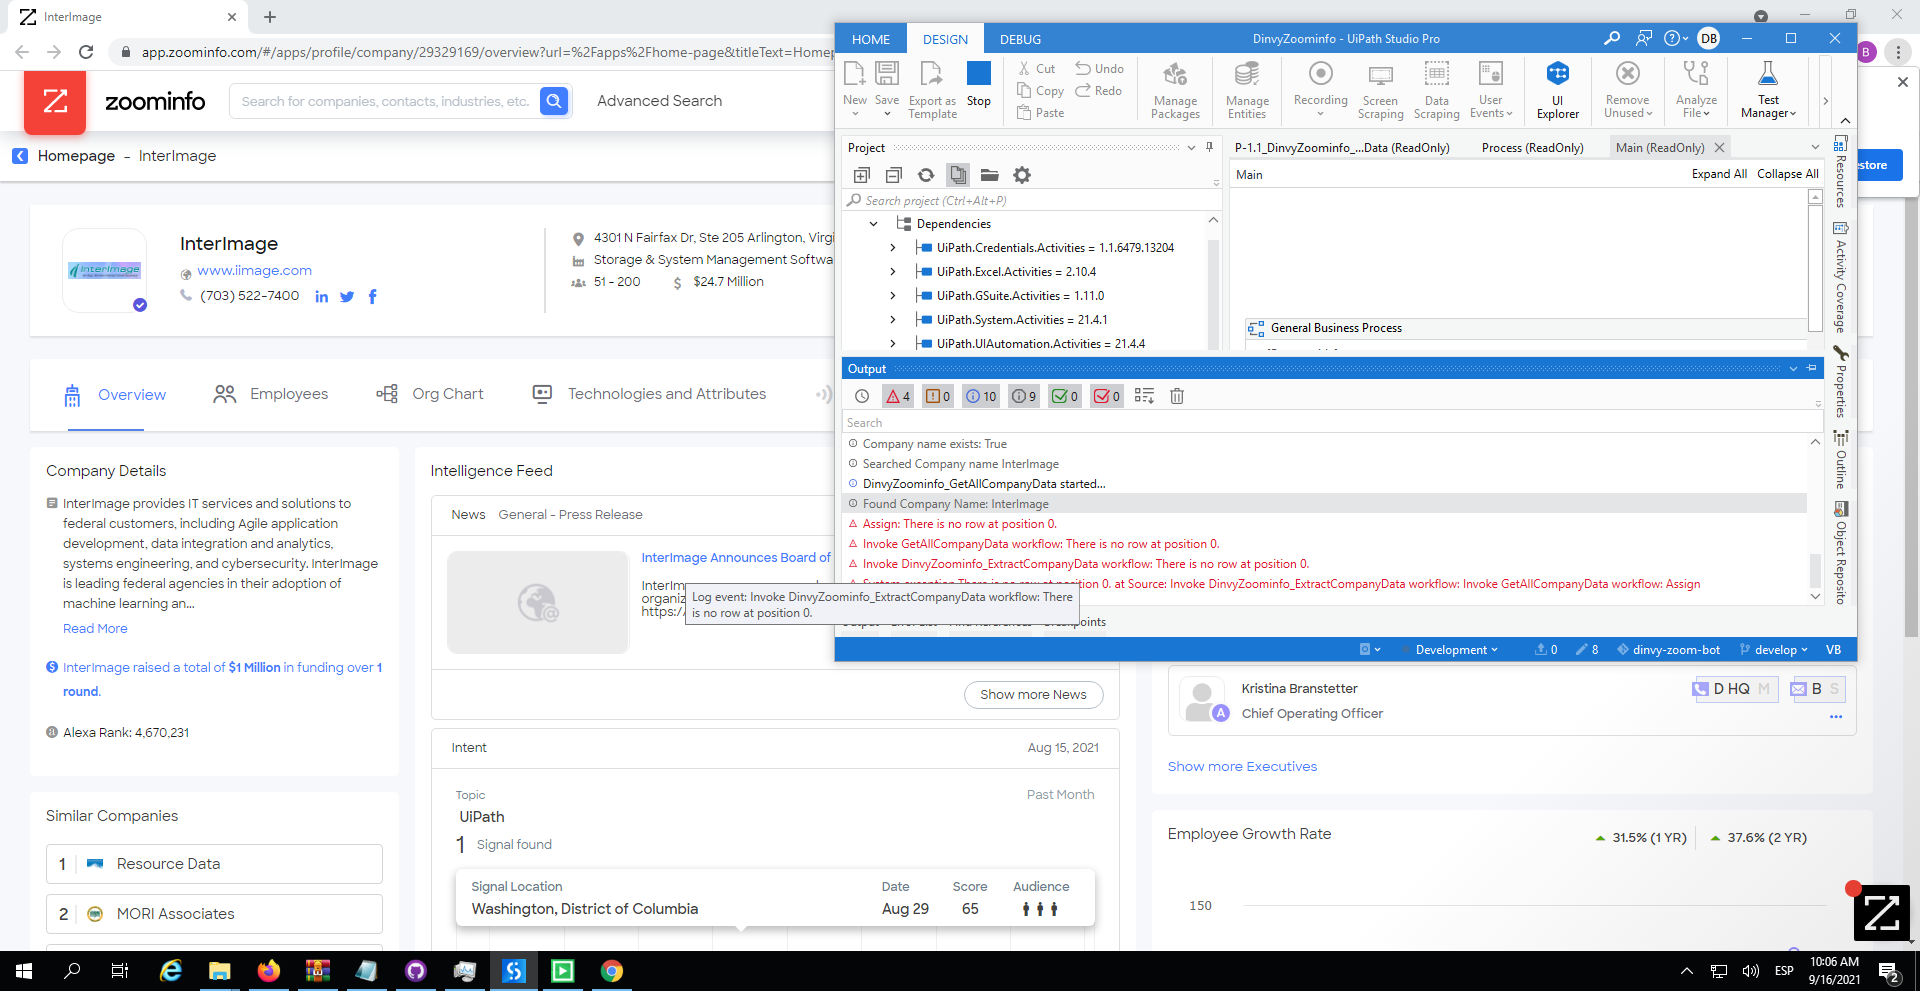 InterImage
app.zoominfo.com/#/apps/profile/company/29329169/overview?url=%2Fapps%2Fhome-page&titleText=Homep
B
zoominfo
Search for companies, contacts, industries, etc.
Advanced Search
Homepage - InterImage
InterImage
InterImage
www.iimage.com
(703) 522-7400
in
4301 N Fairfax Dr, Ste 205 Arlington, Virgi
Storage & System Management Softwa
51 - 200
$ $24.7 Million
Overview
Employees
Org Chart
Technologies and Attributes
Company Details
InterImage provides IT services and solutions to
federal customers, including Agile application
development, data integration and analytics,
systems engineering, and cybersecurity. InterImage
is leading federal agencies in their adoption of
machine learning an...
Read More
InterImage raised a total of $1 Million in funding over 1
round.
Alexa Rank: 4,670,231
Similar Companies
1 Resource Data
2 MORI Associates
Intelligence Feed
News General - Press Release
InterImage Announces Board of
InterIm
organiz
https://
Show more News
Intent
Aug 15, 2021
Topic
Past Month
UiPath
1 Signal found
Signal Location Date Score Audience
Washington, District of Columbia Aug 29 65
HOME DESIGN DEBUG
DinvyZoominfo - UiPath Studio Pro
DB
New
Save
Export as
Template
Stop
Cut
Copy
Paste
Undo
Redo
Manage
Packages
Manage
Entities
Recording
Screen
Scraping
Data
Scraping
User
Events
UI
Explorer
Remove
Unused
Analyze
File
Test
Manager
Project
Search project (Ctrl+Alt+P)
Dependencies
UiPath.Credentials.Activities = 1.1.6479.13204
UiPath.Excel.Activities = 2.10.4
UiPath.GSuite.Activities = 1.11.0
UiPath.System.Activities = 21.4.1
UiPath.UIAutomation.Activities = 21.4.4
P-1.1_DinvyZoominfo_...Data (ReadOnly)
Process (ReadOnly)
Main (ReadOnly)
Main
Expand All Collapse All
General Business Process
Resources
Activity Coverage
Properties
Outline
Object Reposito
store
Output
4
0
10
9
0
0
Search
Company name exists: True
Searched Company name InterImage
DinvyZoominfo_GetAllCompanyData started...
Found Company Name: InterImage
Assign: There is no row at position 0.
Invoke GetAllCompanyData workflow: There is no row at position 0.
Invoke DinvyZoominfo_ExtractCompanyData workflow: There is no row at position 0.
System exception There is no row at position 0. at Source: Invoke DinvyZoominfo_ExtractCompanyData workflow: Invoke GetAllCompanyData workflow: Assign
Log event: Invoke DinvyZoominfo_ExtractCompanyData workflow: There
is no row at position 0.
Output Error List Find References Breakpoints
Development
0
8
dinvy-zoom-bot
develop
VB
Kristina Branstetter
Chief Operating Officer
A
D HQ M
B S
Show more Executives
Employee Growth Rate
31.5% (1 YR)
37.6% (2 YR)
150
ESP
10:06 AM
9/16/2021
2